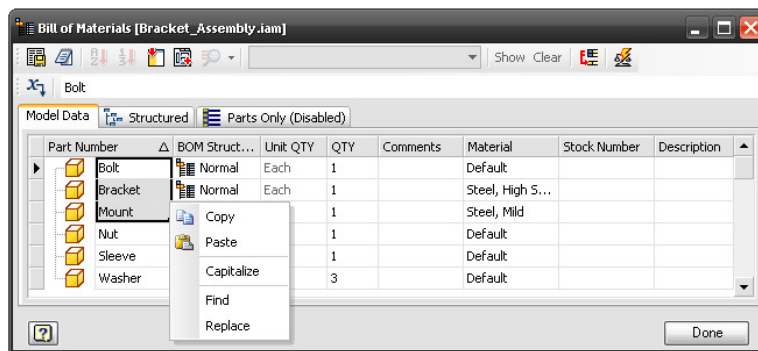 Bill of Materials [Bracket_Assembly.iam]
Show Clear
Bolt
Model Data Structured Parts Only (Disabled)
Part Number BOM Struct... Unit QTY QTY Comments Material Stock Number Description
Bolt Normal Each 1 Default
Bracket Normal Each 1 Steel, High S...
Mount 1 Steel, Mild
Nut 1 Default
Sleeve 1 Default
Washer 3 Default
Copy
Paste
Capitalize
Find
Replace
Done